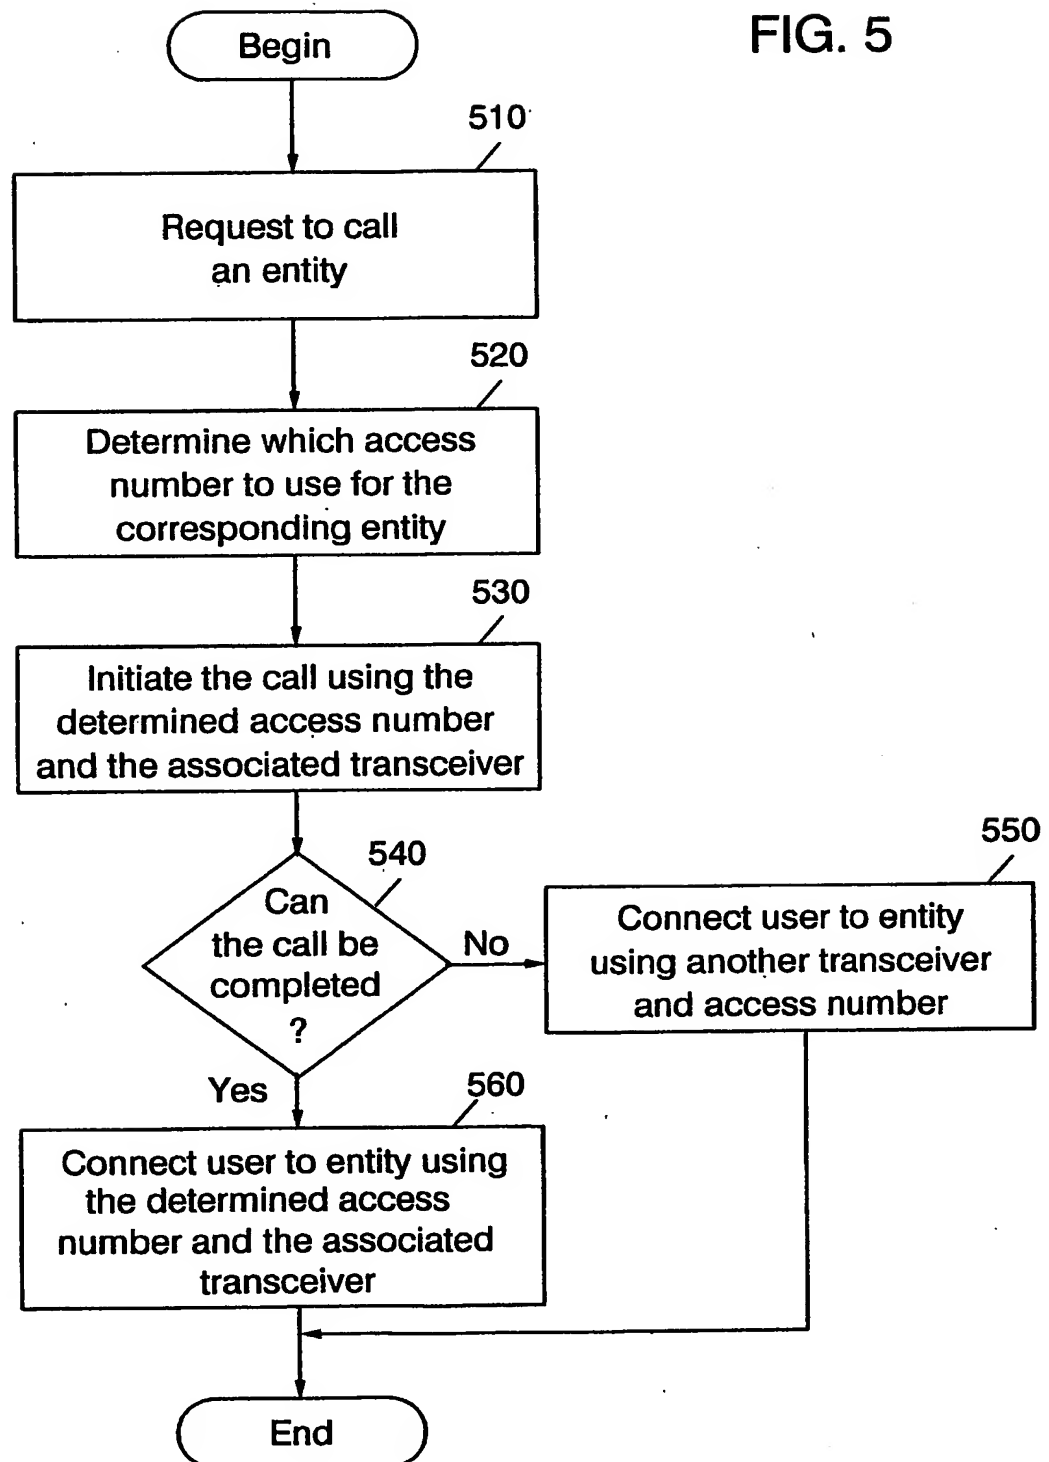 FIG. 5
Begin
510
Request to call
an entity
520
Determine which access
number to use for the
corresponding entity
530
Initiate the call using the
determined access number
and the associated transceiver
540
Can
the call be
completed
?
No
550
Connect user to entity
using another transceiver
and access number
Yes
560
Connect user to entity using
the determined access
number and the associated
transceiver
End